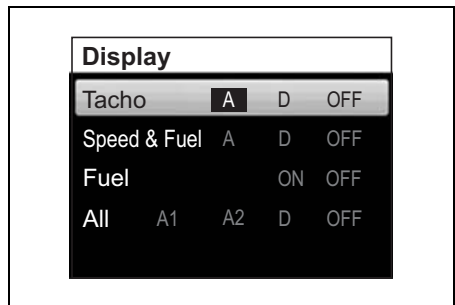 Display
Tacho A D OFF
Speed & Fuel A D OFF
Fuel ON OFF
All A1 A2 D OFF